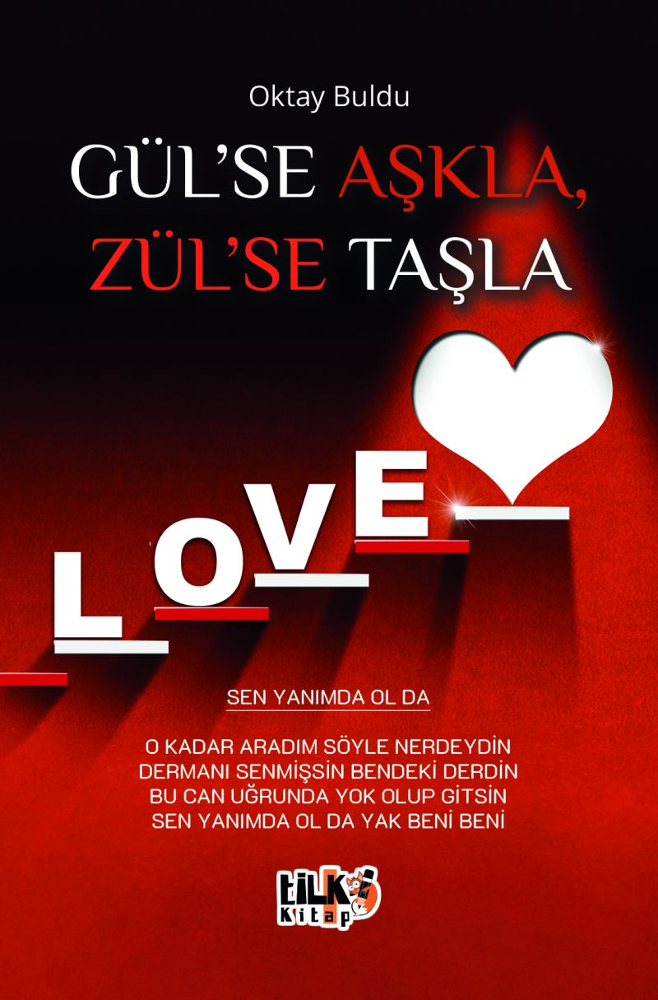 Oktay Buldu
GÜL'SE AŞKLA,
ZÜL'SE TAŞLA
LOVE
SEN YANIMDA OL DA
O KADAR ARADIM SÖYLE NERDEYDİN
DERMANI SENMİŞSİN BENDEKİ DERDİN
BU CAN UĞRUNDA YOK OLUP GİTSİN
SEN YANIMDA OL DA YAK BENİ BENİ
tiLKi
Kitap